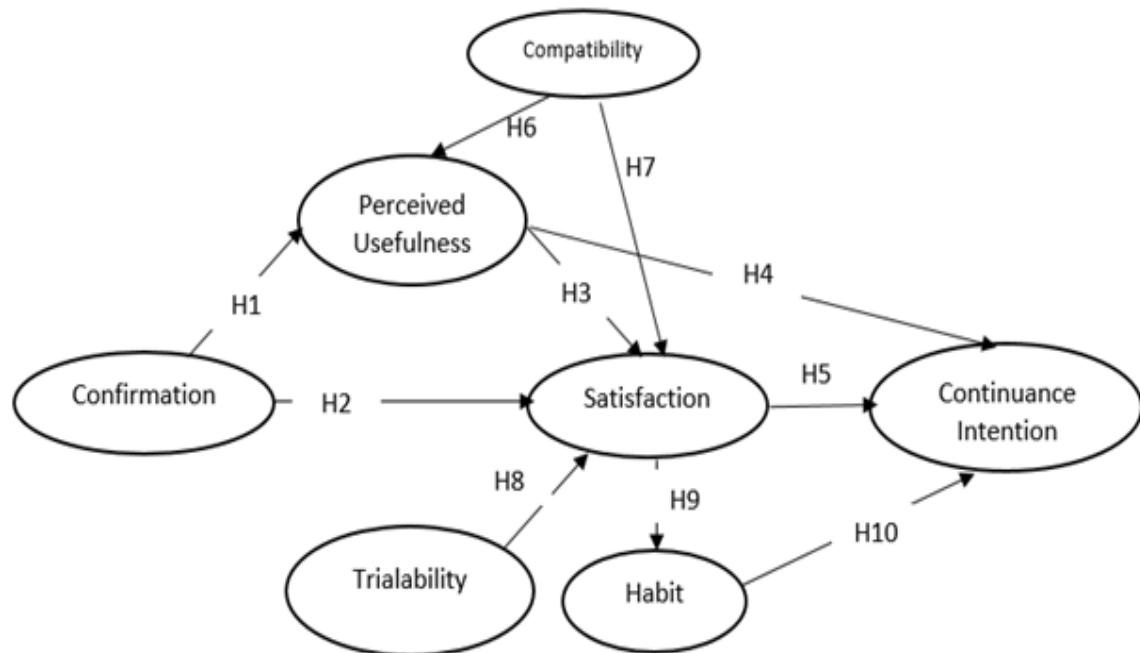 Compatibility
H6
H7
Perceived
Usefulness
H4
H3
H1
Confirmation
H2
Satisfaction
H5
Continuance
Intention
H8
H9
H10
Trialability
Habit